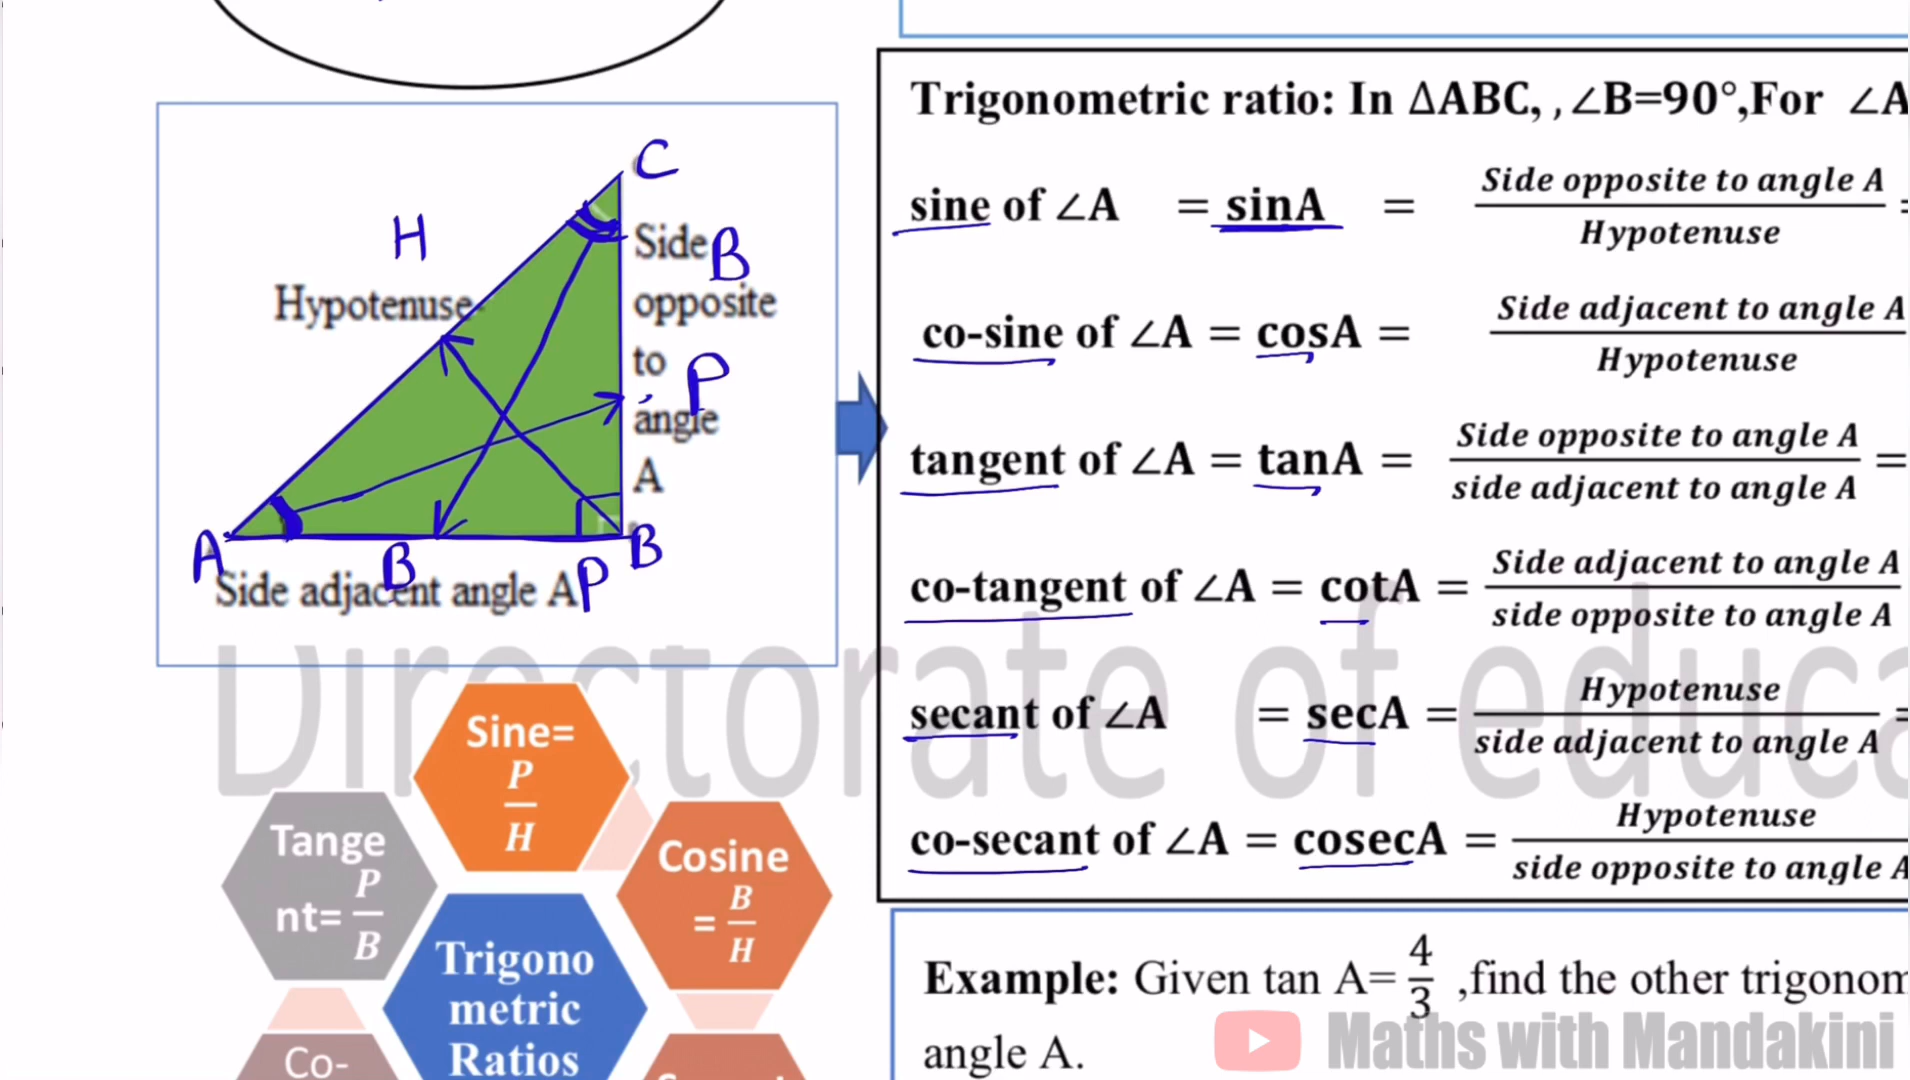 C
H
Side B
Hypotenuse
opposite
to
P
angle
A
A
B
B
Side adjacent angle A
P
Trigonometric ratio: In ΔABC, , ∠B=90°,For ∠A
sine of ∠A = sinA = Side opposite to angle A / Hypotenuse =
co-sine of ∠A = cosA = Side adjacent to angle A / Hypotenuse
tangent of ∠A = tanA = Side opposite to angle A / side adjacent to angle A =
co-tangent of ∠A = cotA = Side adjacent to angle A / side opposite to angle A
secant of ∠A = secA = Hypotenuse / side adjacent to angle A =
co-secant of ∠A = cosecA = Hypotenuse / side opposite to angle A
Directorate of educa
Sine=
P
H
Tange
nt= P/B
Cosine
= B/H
Trigono
metric
Ratios
Co-
Example: Given tan A= 4/3 ,find the other trigonom
angle A.
Maths with Mandakini